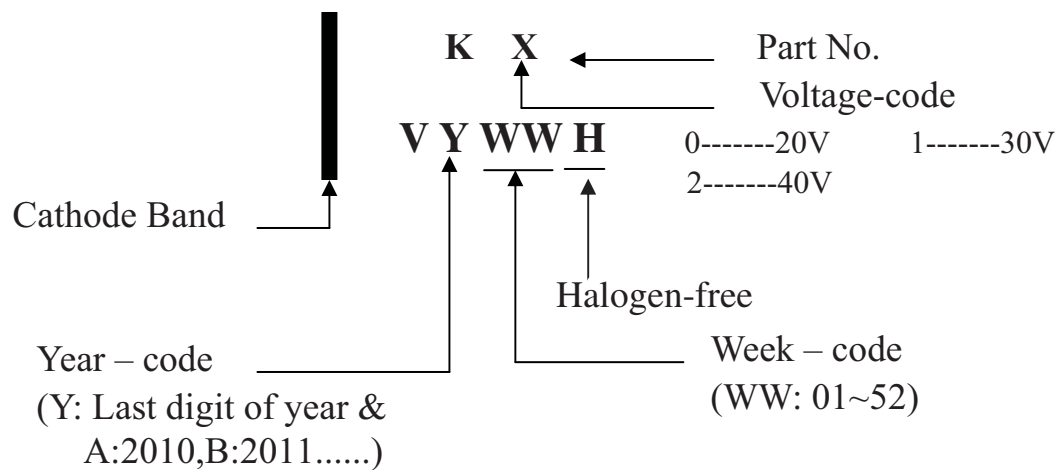 K X
Part No.
Voltage-code
V Y WW H
0-------20V 1-------30V
2-------40V
Cathode Band
Halogen-free
Year – code
(Y: Last digit of year &
A:2010,B:2011......)
Week – code
(WW: 01~52)